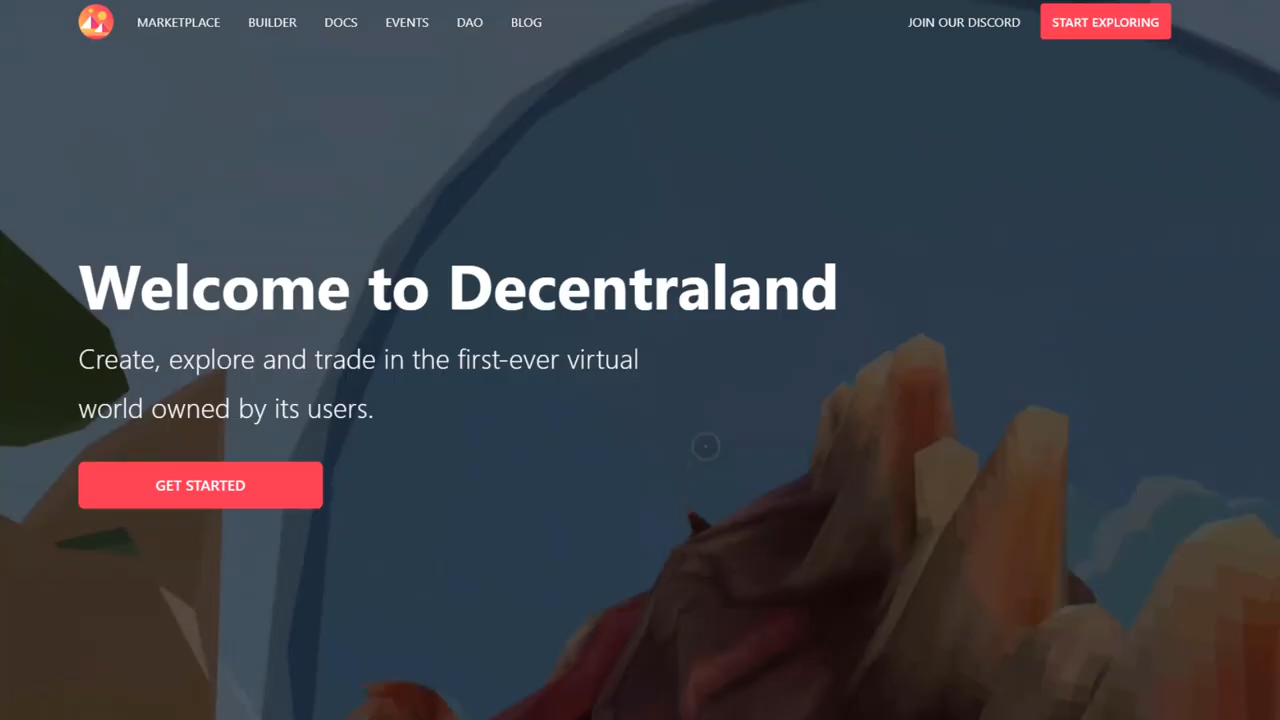 MARKETPLACE BUILDER DOCS EVENTS DAO BLOG JOIN OUR DISCORD START EXPLORING
Welcome to Decentraland
Create, explore and trade in the first-ever virtual
world owned by its users.
GET STARTED